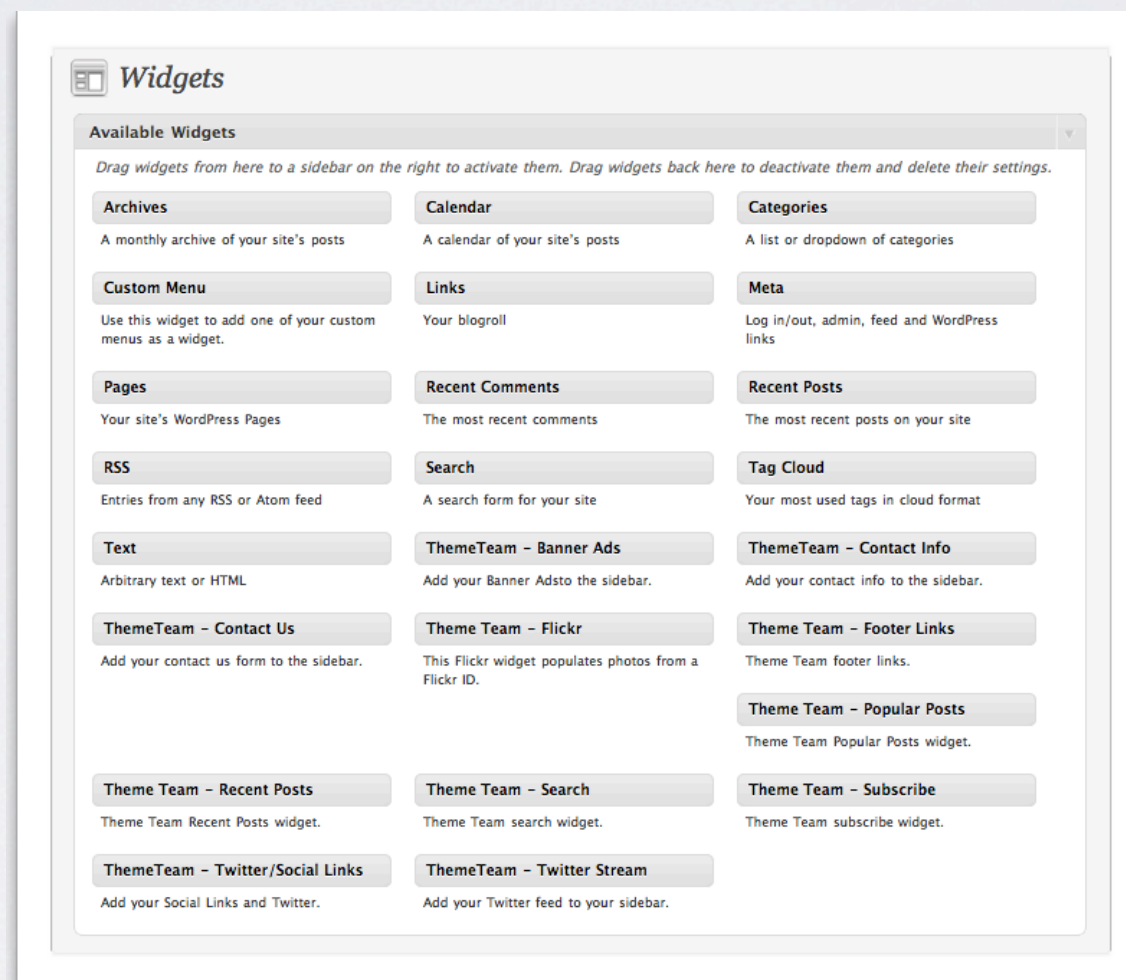 Widgets
Available Widgets
Drag widgets from here to a sidebar on the right to activate them. Drag widgets back here to deactivate them and delete their settings.
Archives
A monthly archive of your site's posts
Calendar
A calendar of your site's posts
Categories
A list or dropdown of categories
Custom Menu
Use this widget to add one of your custom
menus as a widget.
Links
Your blogroll
Meta
Log in/out, admin, feed and WordPress
links
Pages
Your site's WordPress Pages
Recent Comments
The most recent comments
Recent Posts
The most recent posts on your site
RSS
Entries from any RSS or Atom feed
Search
A search form for your site
Tag Cloud
Your most used tags in cloud format
Text
Arbitrary text or HTML
ThemeTeam – Banner Ads
Add your Banner Adsto the sidebar.
ThemeTeam – Contact Info
Add your contact info to the sidebar.
ThemeTeam – Contact Us
Add your contact us form to the sidebar.
Theme Team – Flickr
This Flickr widget populates photos from a
Flickr ID.
Theme Team – Footer Links
Theme Team footer links.
Theme Team – Popular Posts
Theme Team Popular Posts widget.
Theme Team – Recent Posts
Theme Team Recent Posts widget.
Theme Team – Search
Theme Team search widget.
Theme Team – Subscribe
Theme Team subscribe widget.
ThemeTeam – Twitter/Social Links
Add your Social Links and Twitter.
ThemeTeam – Twitter Stream
Add your Twitter feed to your sidebar.